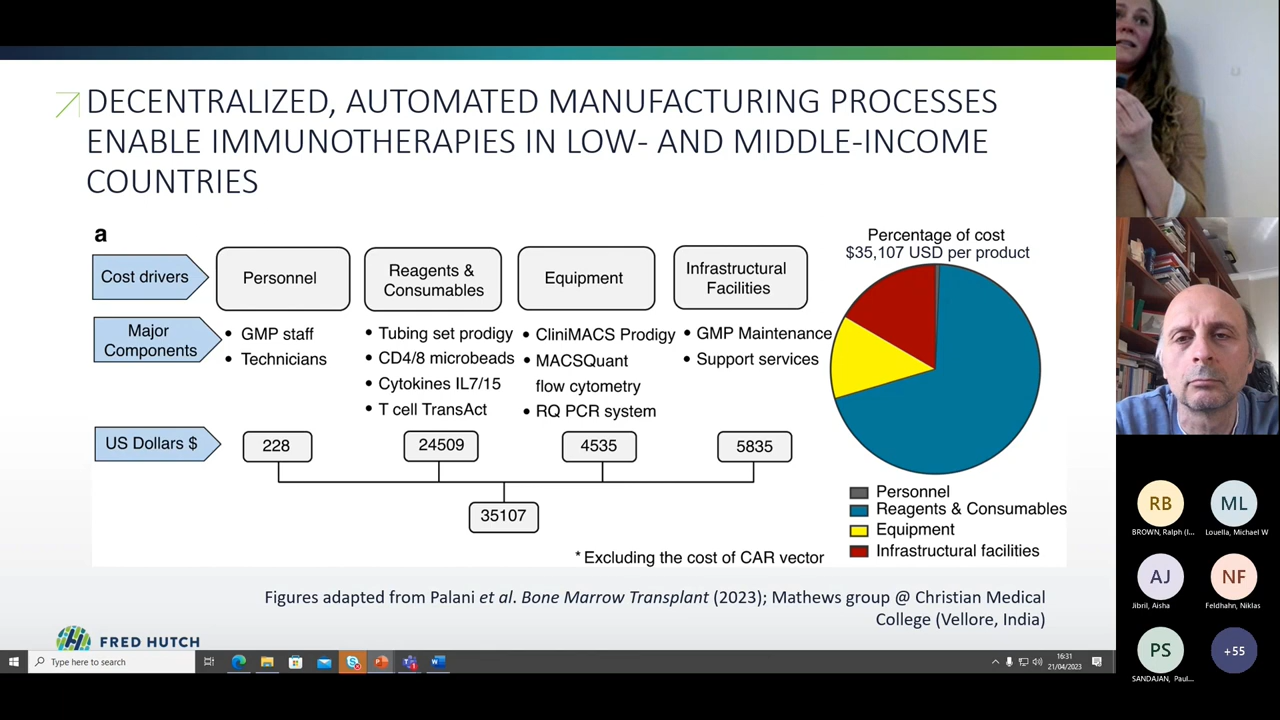 DECENTRALIZED, AUTOMATED MANUFACTURING PROCESSES
ENABLE IMMUNOTHERAPIES IN LOW- AND MIDDLE-INCOME
COUNTRIES
a
Cost drivers
Personnel
Reagents &
Consumables
Equipment
Infrastructural
Facilities
Major
Components
• GMP staff
• Technicians
• Tubing set prodigy
• CD4/8 microbeads
• Cytokines IL7/15
• T cell TransAct
• CliniMACS Prodigy
• MACSQuant
flow cytometry
• RQ PCR system
• GMP Maintenance
• Support services
US Dollars $
228
24509
4535
5835
35107
* Excluding the cost of CAR vector
Percentage of cost
$35,107 USD per product
Personnel
Reagents & Consumables
Equipment
Infrastructural facilities
Figures adapted from Palani et al. Bone Marrow Transplant (2023); Mathews group @ Christian Medical
College (Vellore, India)
FRED HUTCH
Type here to search
16:31
21/04/2023
RB
BROWN, Ralph (I...
ML
Louella, Michael W
AJ
Jibril, Aisha
NF
Feldhahn, Niklas
PS
SANDAJAN, Paul...
+55